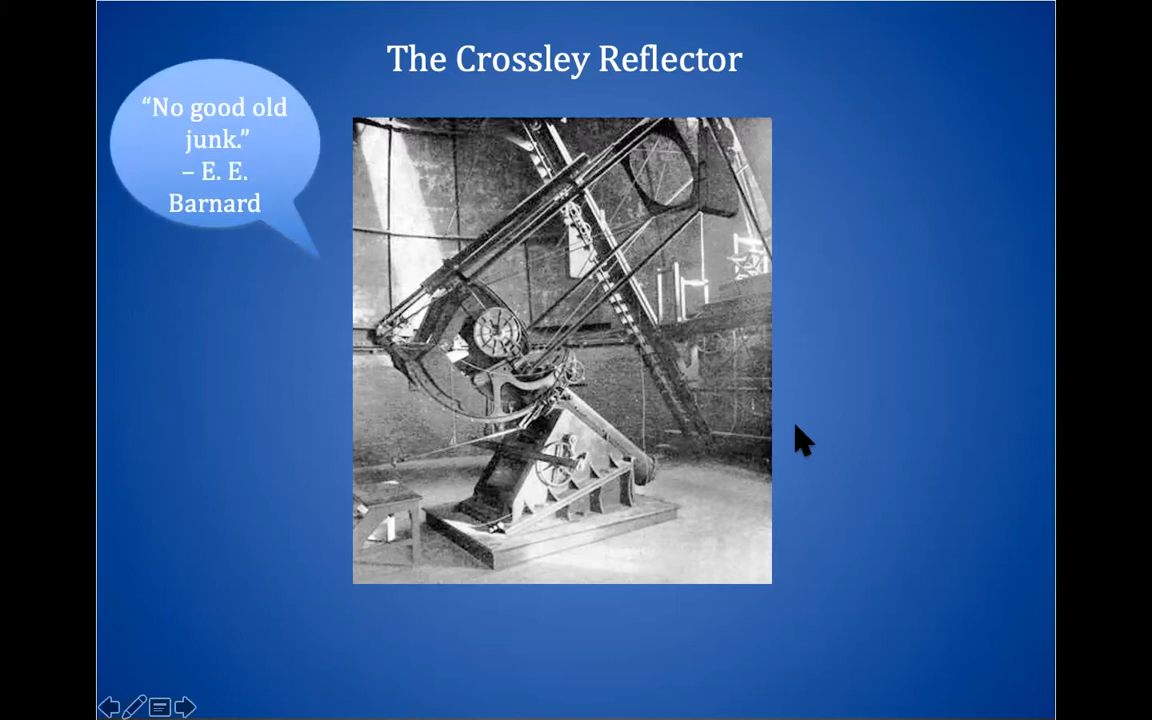 The Crossley Reflector
“No good old
junk.”
– E. E.
Barnard